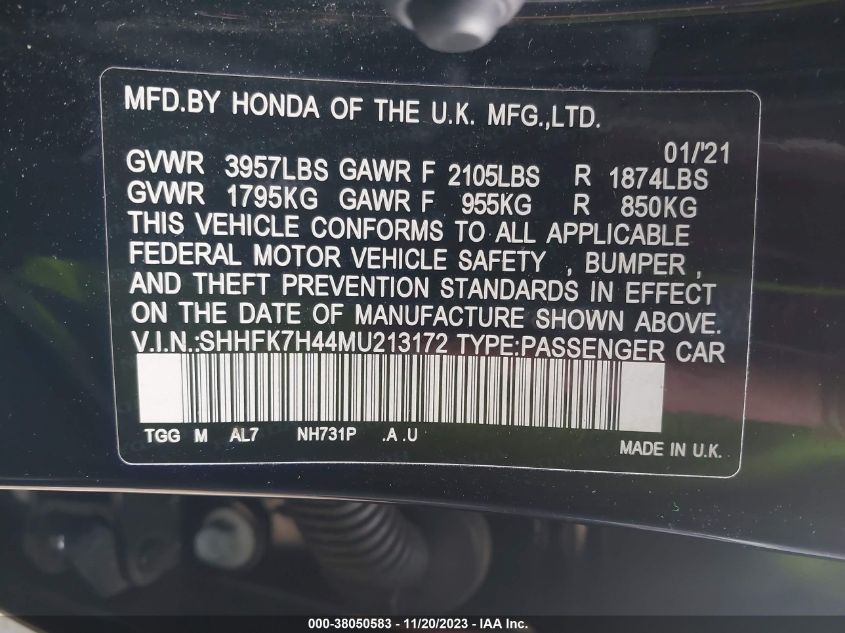 MFD.BY HONDA OF THE U.K. MFG.,LTD.
01/'21
GVWR 3957LBS GAWR F 2105LBS R 1874LBS
GVWR 1795KG GAWR F 955KG R 850KG
THIS VEHICLE CONFORMS TO ALL APPLICABLE
FEDERAL MOTOR VEHICLE SAFETY , BUMPER ,
AND THEFT PREVENTION STANDARDS IN EFFECT
ON THE DATE OF MANUFACTURE SHOWN ABOVE.
V.I.N.:SHHFK7H44MU213172 TYPE:PASSENGER CAR
TGG M AL7 NH731P .A .U
MADE IN U.K.
000-38050583 - 11/20/2023 - IAA Inc.